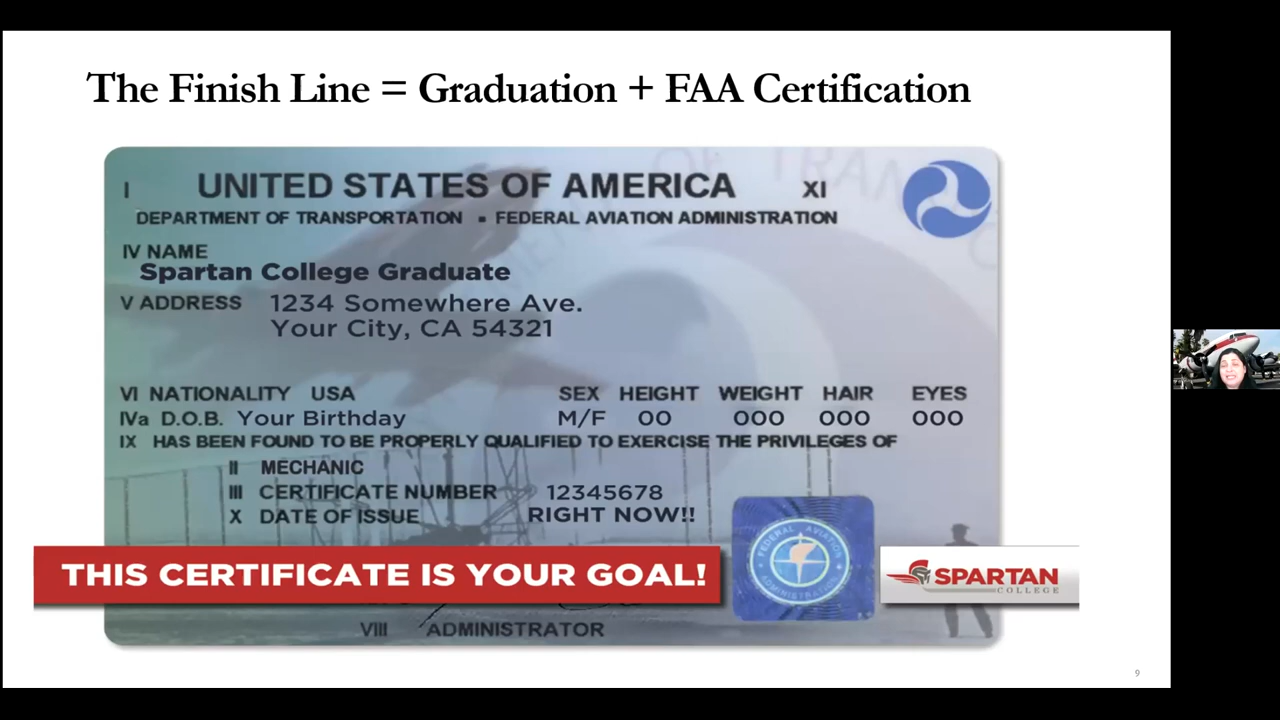 The Finish Line = Graduation + FAA Certification
I UNITED STATES OF AMERICA XI
DEPARTMENT OF TRANSPORTATION ▪ FEDERAL AVIATION ADMINISTRATION
IV NAME
Spartan College Graduate
V ADDRESS 1234 Somewhere Ave.
Your City, CA 54321
VI NATIONALITY USA SEX HEIGHT WEIGHT HAIR EYES
IVa D.O.B. Your Birthday M/F 00 000 000 000
IX HAS BEEN FOUND TO BE PROPERLY QUALIFIED TO EXERCISE THE PRIVILEGES OF
II MECHANIC
III CERTIFICATE NUMBER 12345678
X DATE OF ISSUE RIGHT NOW!!
THIS CERTIFICATE IS YOUR GOAL!
FEDERAL AVIATION
ADMINISTRATION
SPARTAN
COLLEGE
VIII ADMINISTRATOR
9